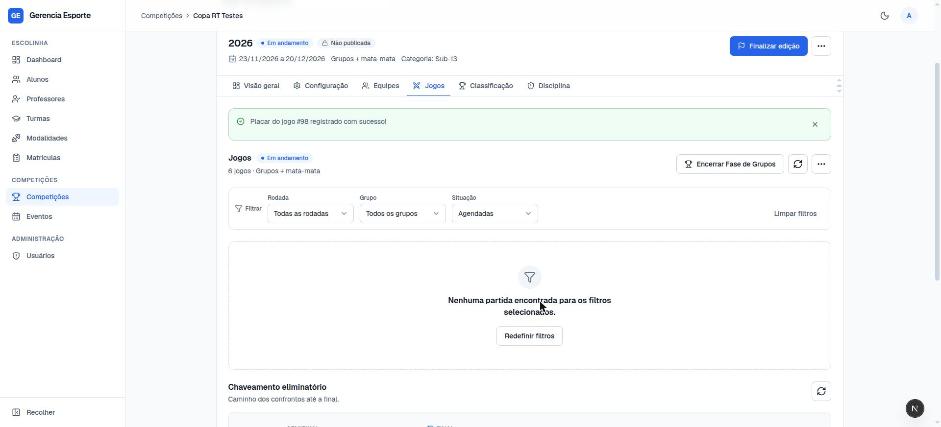 GE
Gerencia Esporte
Competições > Copa RT Testes
A
ESCOLINHA
Dashboard
Alunos
Professores
Turmas
Modalidades
Matrículas
COMPETIÇÕES
Competições
Eventos
ADMINISTRAÇÃO
Usuários
Recolher
2026
Em andamento
Não publicada
Finalizar edição
23/11/2026 a 20/12/2026 Grupos + mata-mata Categoria: Sub-13
Visão geral
Configuração
Equipes
Jogos
Classificação
Disciplina
Placar do jogo #98 registrado com sucesso!
Jogos
Em andamento
6 jogos · Grupos + mata-mata
Encerrar Fase de Grupos
Filtrar
Rodada
Todas as rodadas
Grupo
Todos os grupos
Situação
Agendadas
Limpar filtros
Nenhuma partida encontrada para os filtros
selecionados.
Redefinir filtros
Chaveamento eliminatório
Caminho dos confrontos até a final.
N